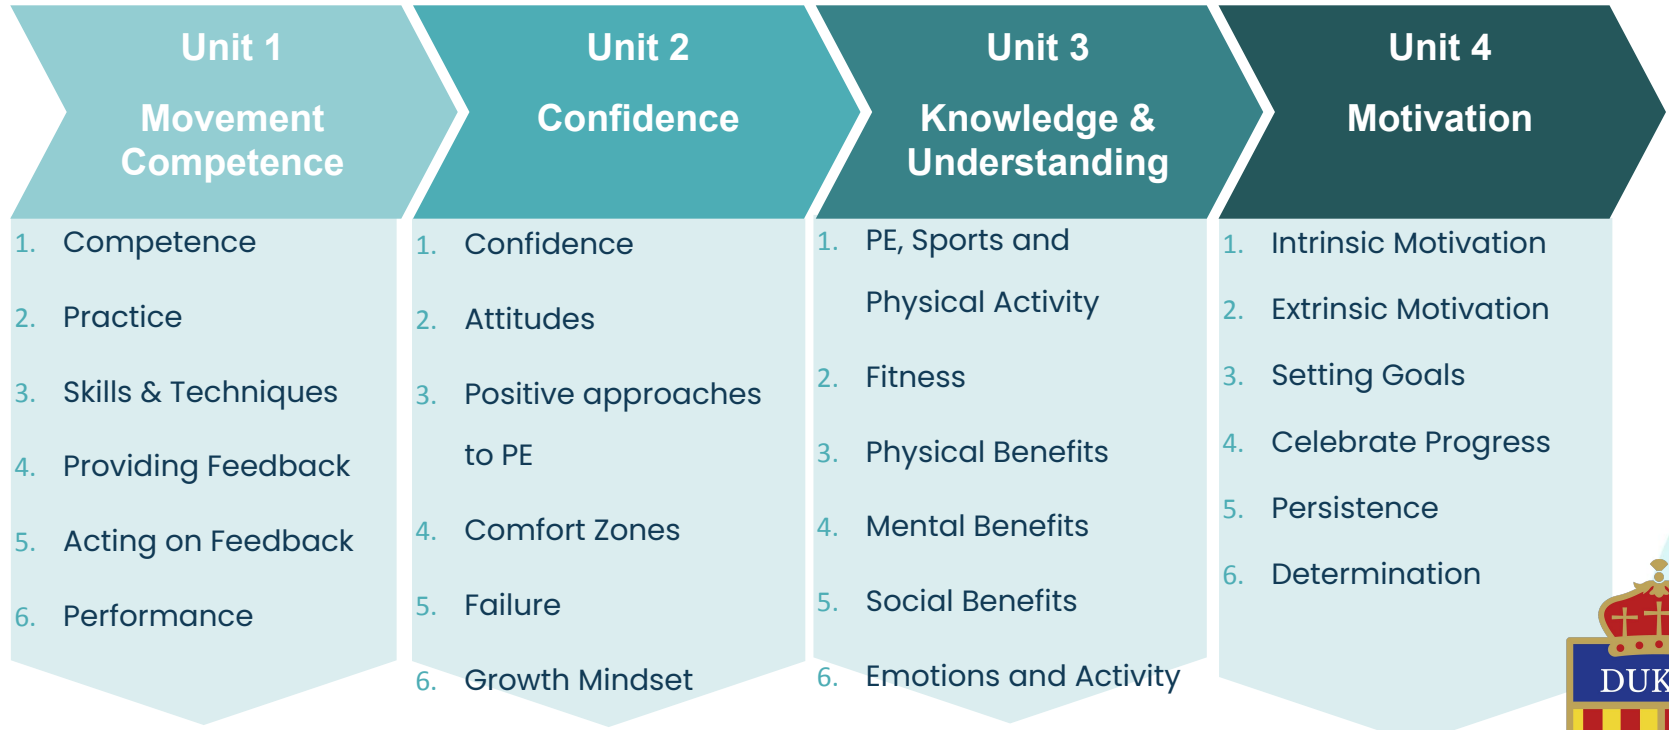 Unit 1
Movement
Competence
1. Competence
2. Practice
3. Skills & Techniques
4. Providing Feedback
5. Acting on Feedback
6. Performance
Unit 2
Confidence
1. Confidence
2. Attitudes
3. Positive approaches
to PE
4. Comfort Zones
5. Failure
6. Growth Mindset
Unit 3
Knowledge &
Understanding
1. PE, Sports and
Physical Activity
2. Fitness
3. Physical Benefits
4. Mental Benefits
5. Social Benefits
6. Emotions and Activity
Unit 4
Motivation
1. Intrinsic Motivation
2. Extrinsic Motivation
3. Setting Goals
4. Celebrate Progress
5. Persistence
6. Determination